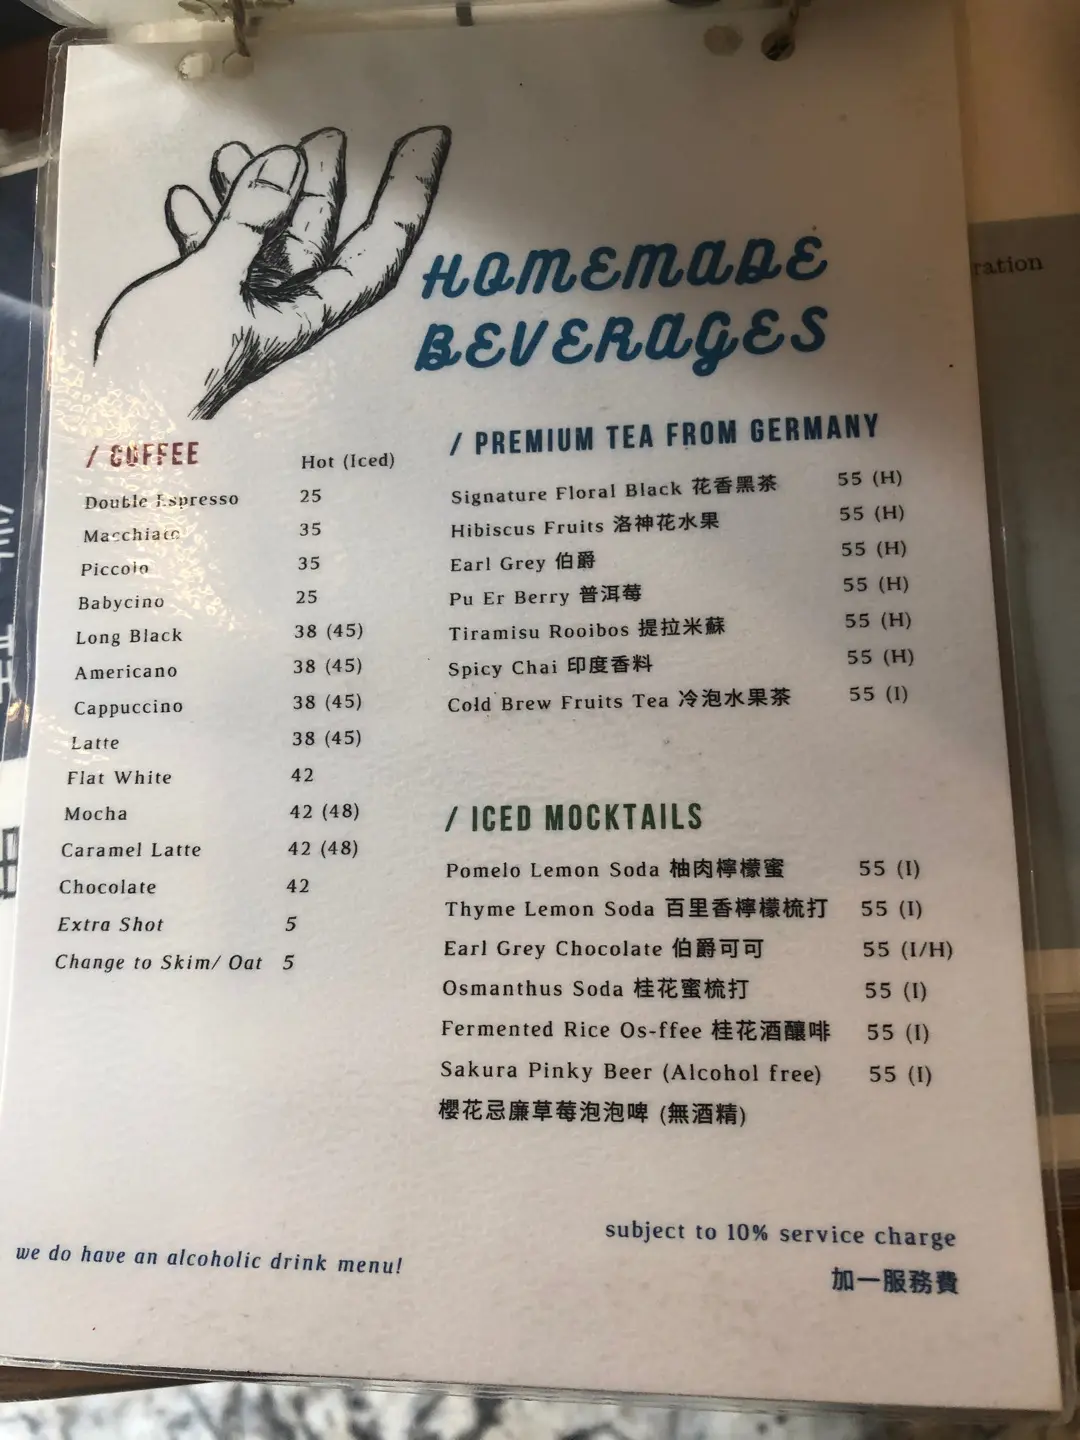 HOMEMADE
BEVERAGES
/ COFFEE Hot (Iced)
Double Espresso 25
Macchiato 35
Piccolo 35
Babycino 25
Long Black 38 (45)
Americano 38 (45)
Cappuccino 38 (45)
Latte 38 (45)
Flat White 42
Mocha 42 (48)
Caramel Latte 42 (48)
Chocolate 42
Extra Shot 5
Change to Skim/ Oat 5
/ PREMIUM TEA FROM GERMANY
Signature Floral Black 花香黑茶 55 (H)
Hibiscus Fruits 洛神花水果 55 (H)
Earl Grey 伯爵 55 (H)
Pu Er Berry 普洱莓 55 (H)
Tiramisu Rooibos 提拉米蘇 55 (H)
Spicy Chai 印度香料 55 (H)
Cold Brew Fruits Tea 冷泡水果茶 55 (I)
/ ICED MOCKTAILS
Pomelo Lemon Soda 柚肉檸檬蜜 55 (I)
Thyme Lemon Soda 百里香檸檬梳打 55 (I)
Earl Grey Chocolate 伯爵可可 55 (I/H)
Osmanthus Soda 桂花蜜梳打 55 (I)
Fermented Rice Os-ffee 桂花酒釀啡 55 (I)
Sakura Pinky Beer (Alcohol free) 55 (I)
櫻花忌廉草莓泡泡啤 (無酒精)
we do have an alcoholic drink menu!
subject to 10% service charge
加一服務費
ration